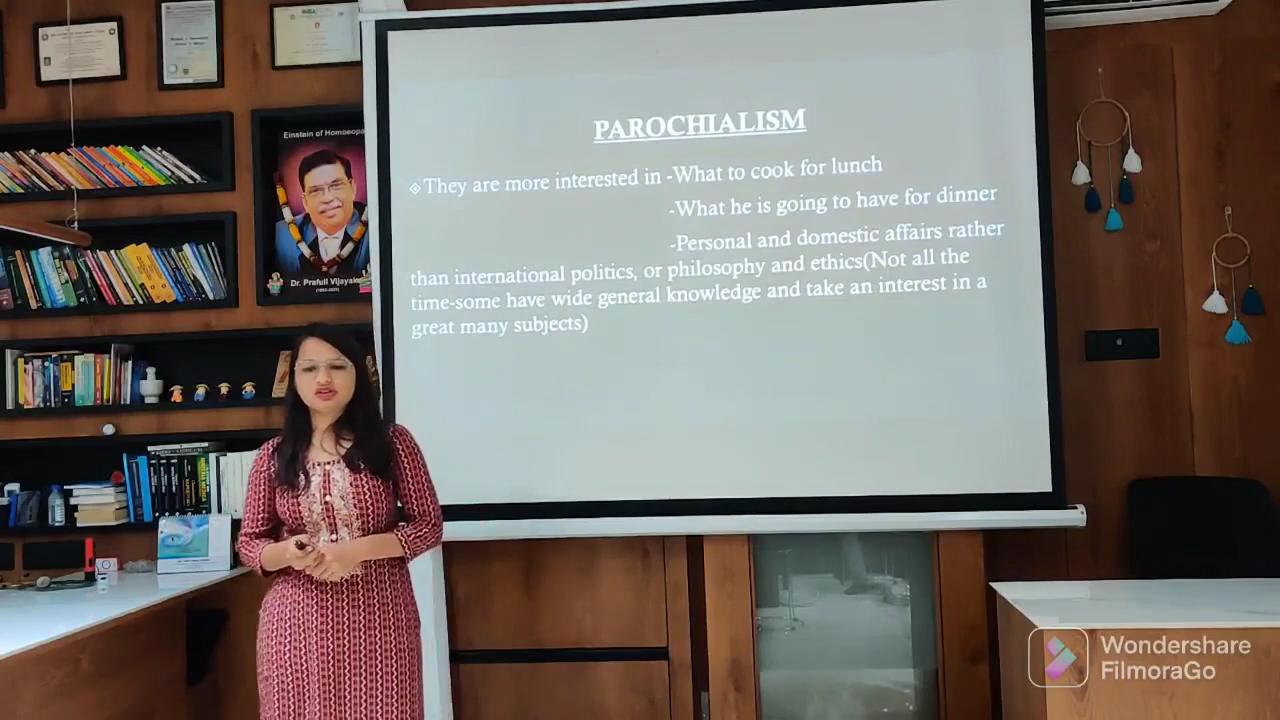 Einstein of Homoeopa
Dr. Prafull Vijayak
PAROCHIALISM
They are more interested in -What to cook for lunch
-What he is going to have for dinner
-Personal and domestic affairs rather
than international politics, or philosophy and ethics(Not all the
time-some have wide general knowledge and take an interest in a
great many subjects)
Wondershare
FilmoraGo